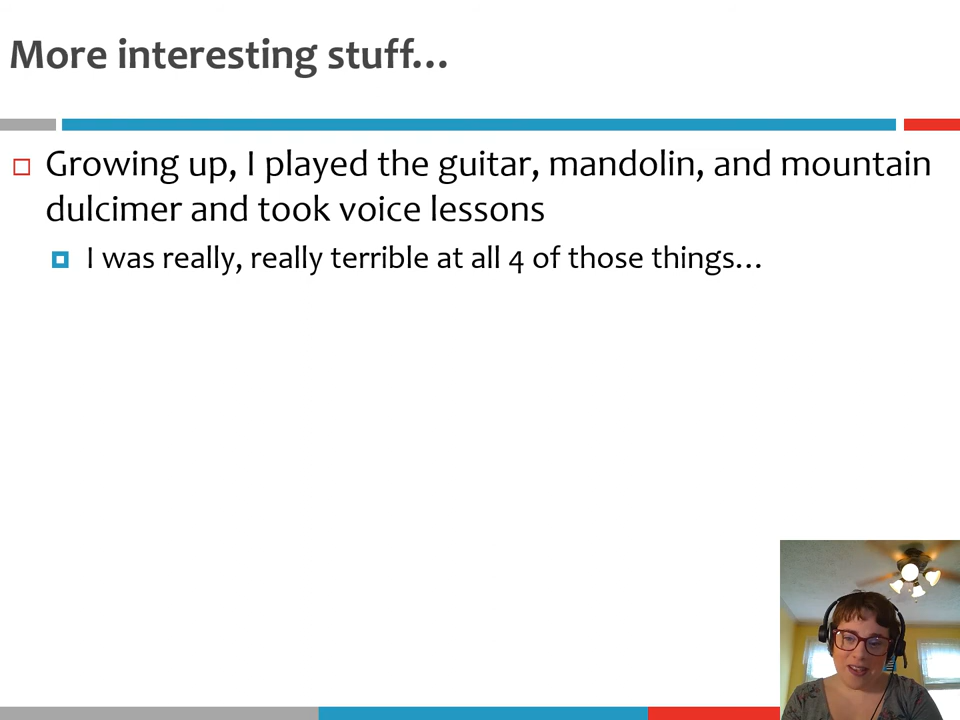 More interesting stuff…
Growing up, I played the guitar, mandolin, and mountain
dulcimer and took voice lessons
I was really, really terrible at all 4 of those things…